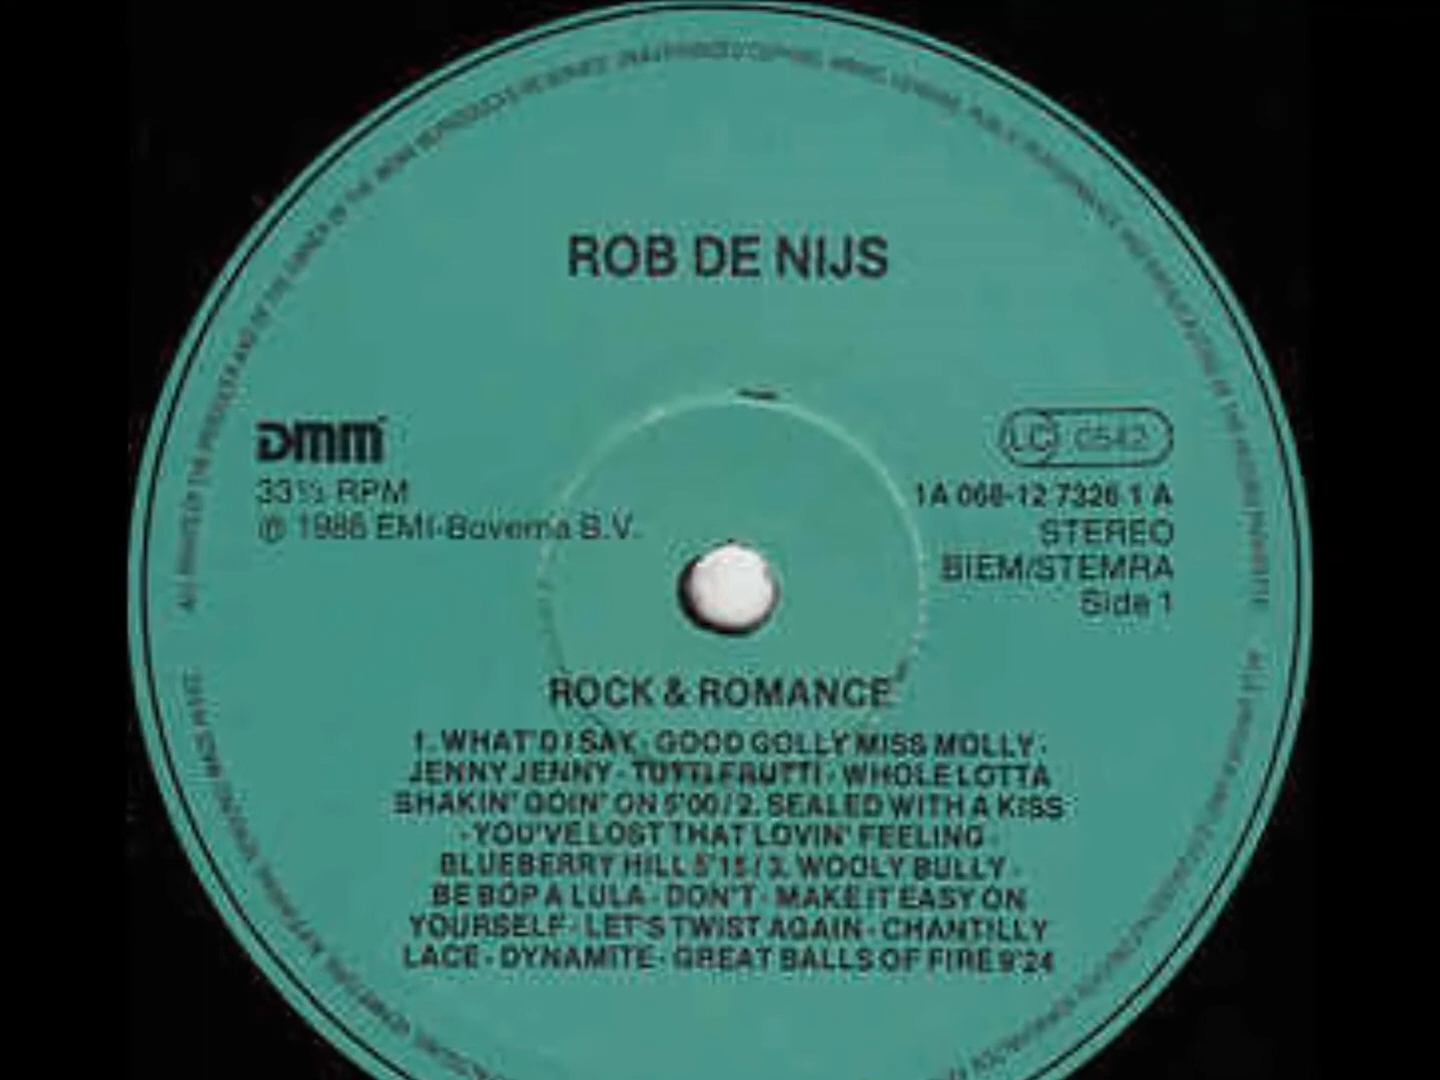 ROB DE NIJS
DMM
33⅓ RPM
℗ 1986 EMI-Bovema B.V.
LC 0542
1A 068-12 7326 1 A
STEREO
BIEM/STEMRA
Side 1
ROCK & ROMANCE
1. WHAT'D I SAY · GOOD GOLLY MISS MOLLY ·
JENNY JENNY · TUTTI FRUTTI · WHOLE LOTTA
SHAKIN' GOIN' ON 5'00 / 2. SEALED WITH A KISS
· YOU'VE LOST THAT LOVIN' FEELING ·
BLUEBERRY HILL 5'15 / 3. WOOLY BULLY ·
BE BOP A LULA · DON'T · MAKE IT EASY ON
YOURSELF · LET'S TWIST AGAIN · CHANTILLY
LACE · DYNAMITE · GREAT BALLS OF FIRE 9'24